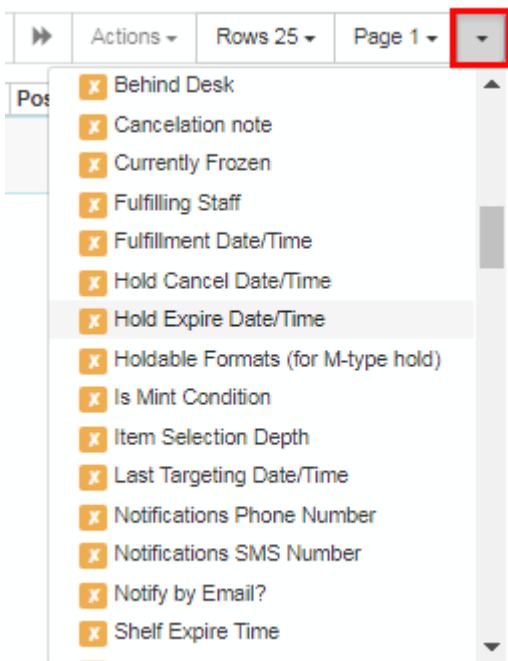 Actions Rows 25 Page 1
Pos
x Behind Desk
x Cancelation note
x Currently Frozen
x Fulfilling Staff
x Fulfillment Date/Time
x Hold Cancel Date/Time
x Hold Expire Date/Time
x Holdable Formats (for M-type hold)
x Is Mint Condition
x Item Selection Depth
x Last Targeting Date/Time
x Notifications Phone Number
x Notifications SMS Number
x Notify by Email?
x Shelf Expire Time